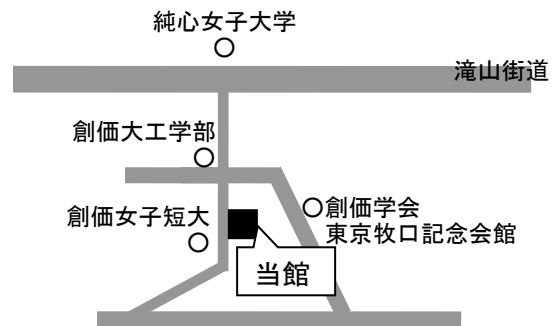 純心女子大学
滝山街道
創価大工学部
創価女子短大
創価学会
東京牧口記念会館
当館